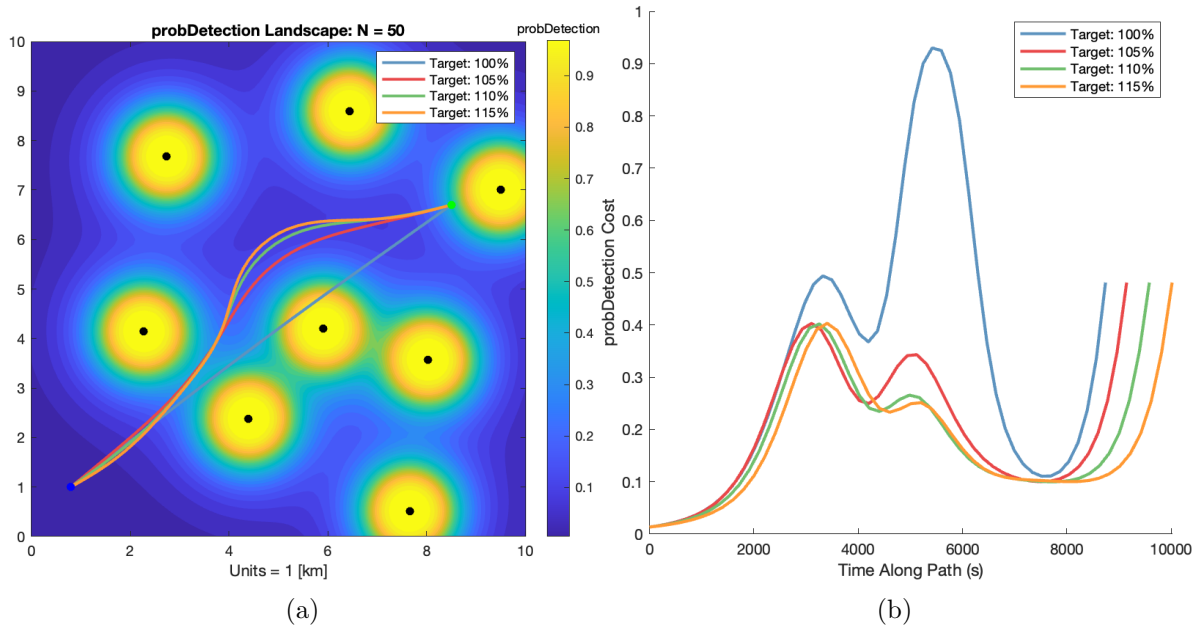 probDetection Landscape: N = 50
probDetection
Target: 100%
Target: 105%
Target: 110%
Target: 115%
10
9
8
7
6
5
4
3
2
1
0
0 2 4 6 8 10
Units = 1 [km]
0.9
0.8
0.7
0.6
0.5
0.4
0.3
0.2
0.1
(a)
Target: 100%
Target: 105%
Target: 110%
Target: 115%
probDetection Cost
1
0.9
0.8
0.7
0.6
0.5
0.4
0.3
0.2
0.1
0
0 2000 4000 6000 8000 10000
Time Along Path (s)
(b)